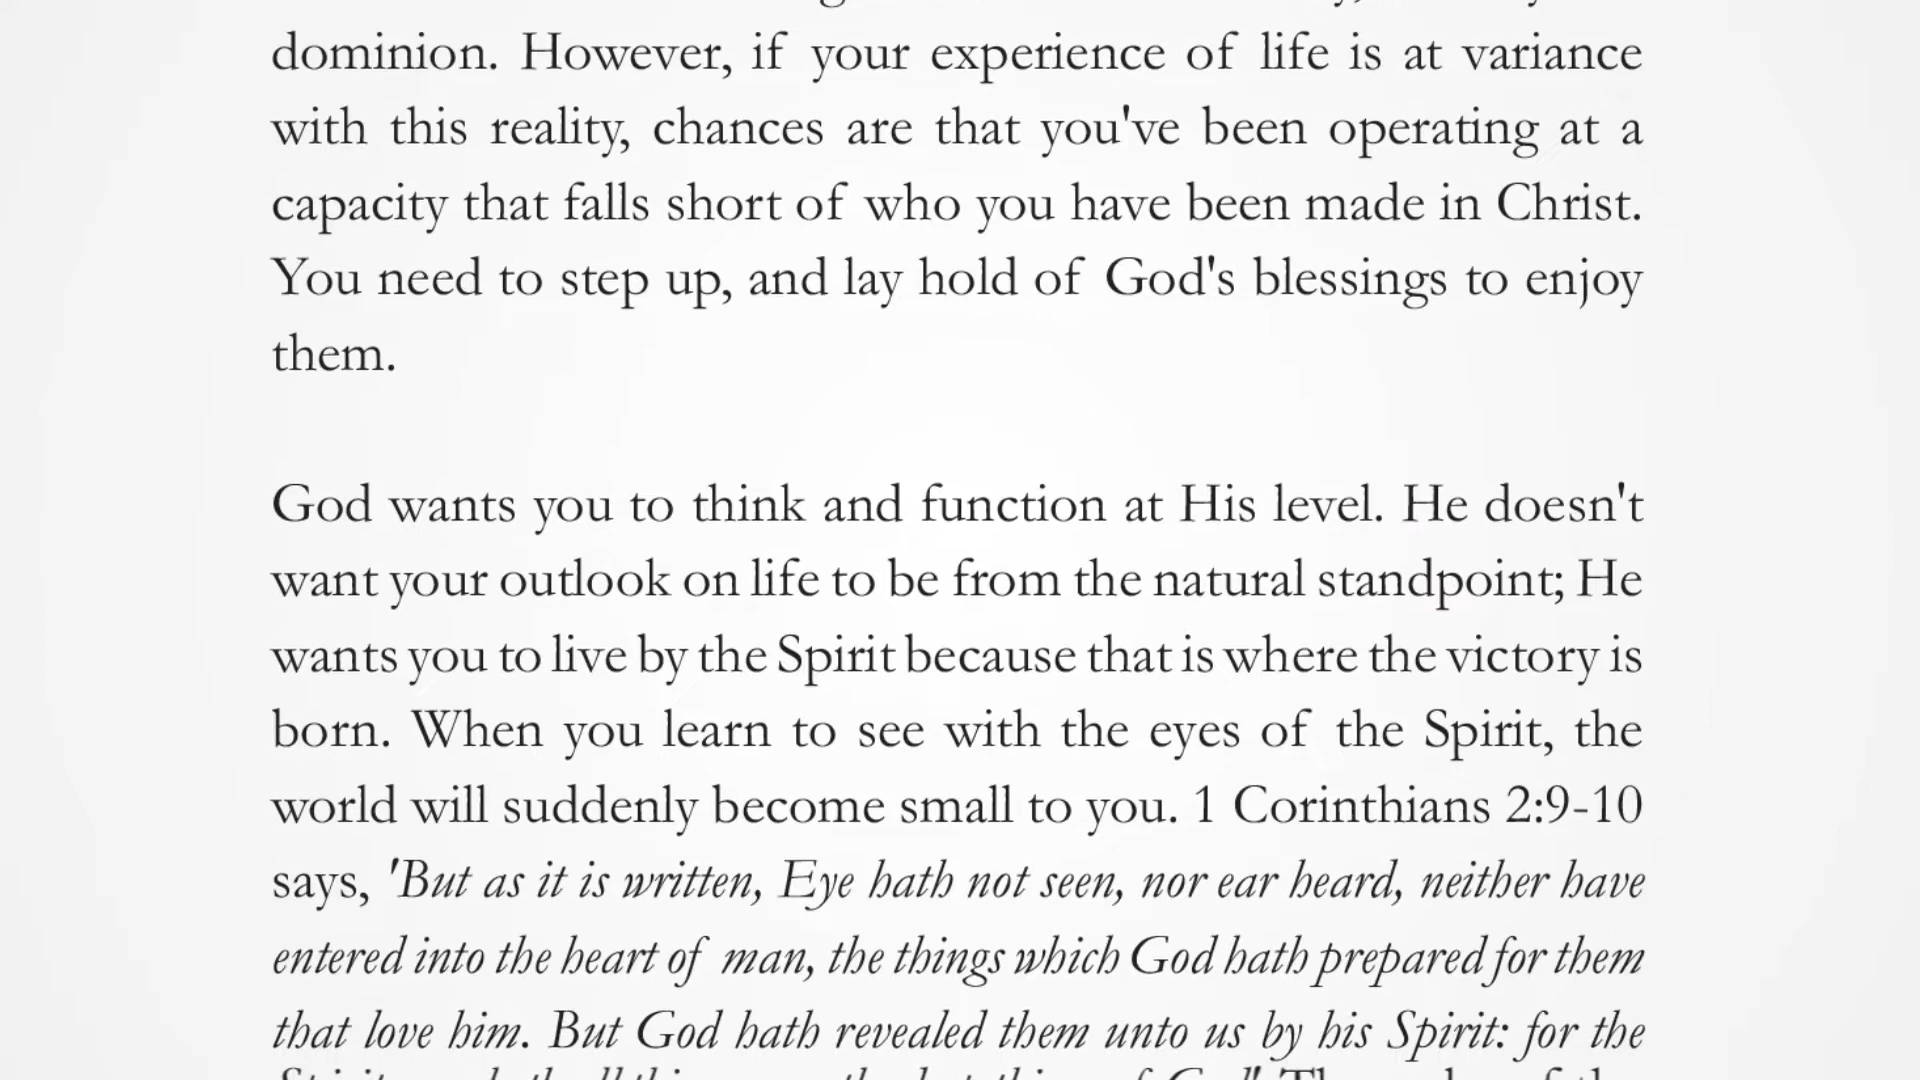 dominion. However, if your experience of life is at variance
with this reality, chances are that you've been operating at a
capacity that falls short of who you have been made in Christ.
You need to step up, and lay hold of God's blessings to enjoy
them.
God wants you to think and function at His level. He doesn't
want your outlook on life to be from the natural standpoint; He
wants you to live by the Spirit because that is where the victory is
born. When you learn to see with the eyes of the Spirit, the
world will suddenly become small to you. 1 Corinthians 2:9-10
says, 'But as it is written, Eye hath not seen, nor ear heard, neither have
entered into the heart of man, the things which God hath prepared for them
that love him. But God hath revealed them unto us by his Spirit: for the